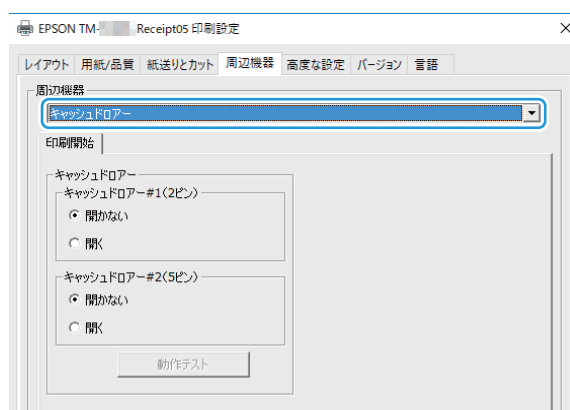 EPSON TM- Receipt05 印刷設定
レイアウト 用紙/品質 紙送りとカット 周辺機器 高度な設定 バージョン 言語
周辺機器
キャッシュドロアー
印刷開始
キャッシュドロアー
キャッシュドロアー#1(2ピン)
開かない
開く
キャッシュドロアー#2(5ピン)
開かない
開く
動作テスト